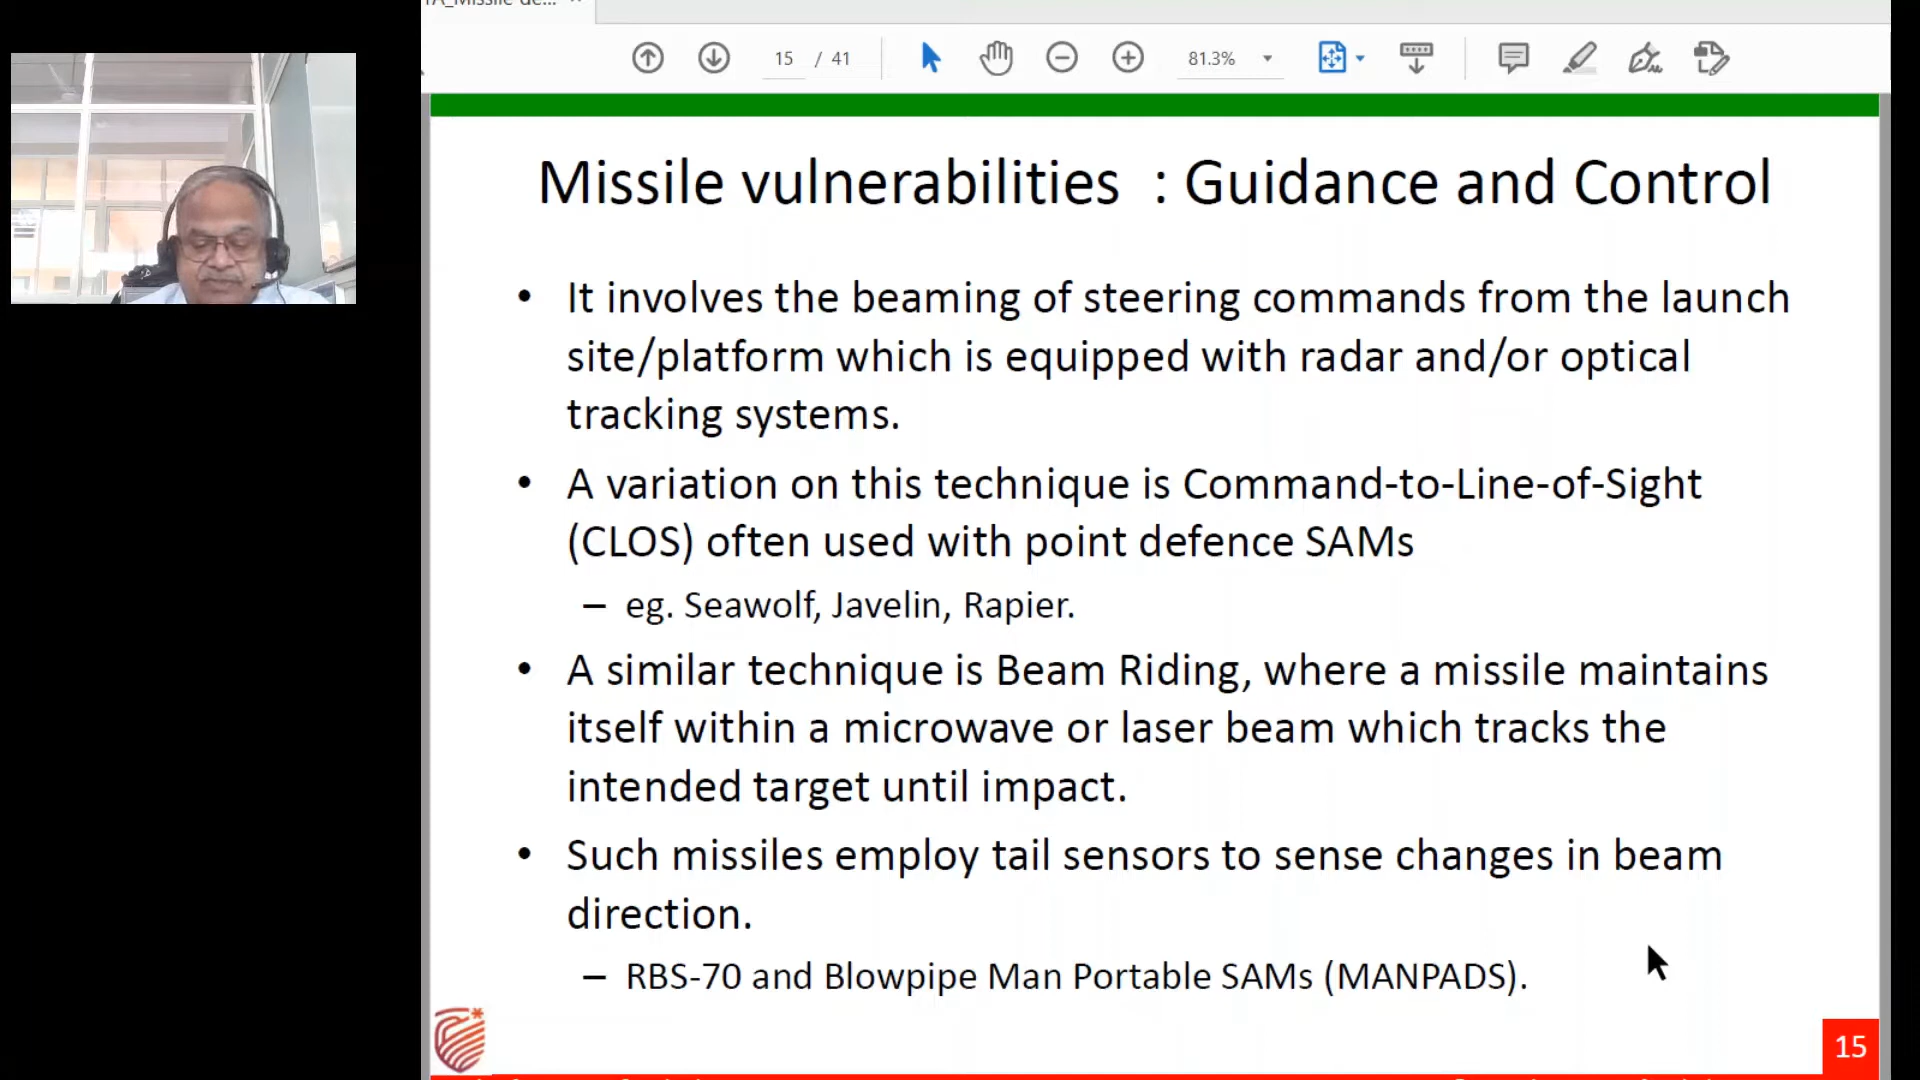 15 / 41
81.3%
Missile vulnerabilities : Guidance and Control
• It involves the beaming of steering commands from the launch
site/platform which is equipped with radar and/or optical
tracking systems.
• A variation on this technique is Command-to-Line-of-Sight
(CLOS) often used with point defence SAMs
– eg. Seawolf, Javelin, Rapier.
• A similar technique is Beam Riding, where a missile maintains
itself within a microwave or laser beam which tracks the
intended target until impact.
• Such missiles employ tail sensors to sense changes in beam
direction.
– RBS-70 and Blowpipe Man Portable SAMs (MANPADS).
15